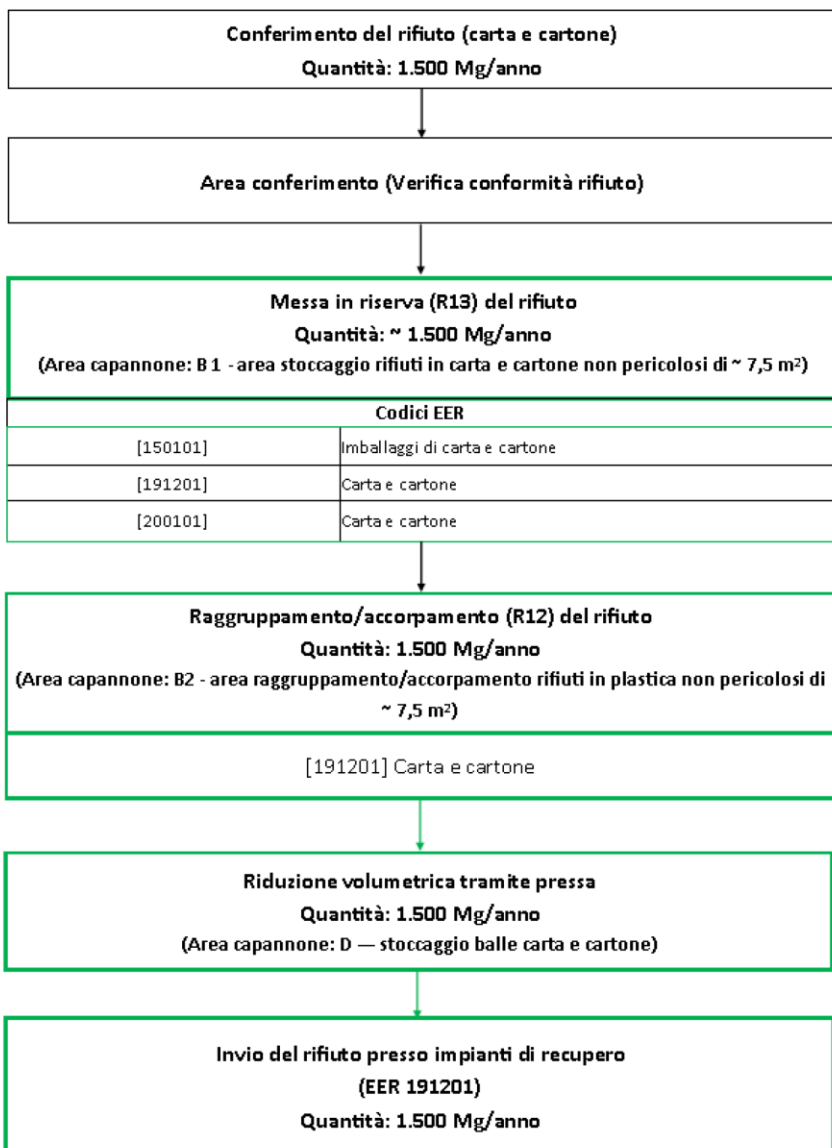 Conferimento del rifiuto (carta e cartone)
Quantità: 1.500 Mg/anno
Area conferimento (Verifica conformità rifiuto)
Messa in riserva (R13) del rifiuto
Quantità: ~ 1.500 Mg/anno
(Area capannone: B 1 - area stoccaggio rifiuti in carta e cartone non pericolosi di ~ 7,5 m²)
Codici EER
[150101] Imballaggi di carta e cartone
[191201] Carta e cartone
[200101] Carta e cartone
Raggruppamento/accorpamento (R12) del rifiuto
Quantità: 1.500 Mg/anno
(Area capannone: B2 - area raggruppamento/accorpamento rifiuti in plastica non pericolosi di
~ 7,5 m²)
[191201] Carta e cartone
Riduzione volumetrica tramite pressa
Quantità: 1.500 Mg/anno
(Area capannone: D — stoccaggio balle carta e cartone)
Invio del rifiuto presso impianti di recupero
(EER 191201)
Quantità: 1.500 Mg/anno